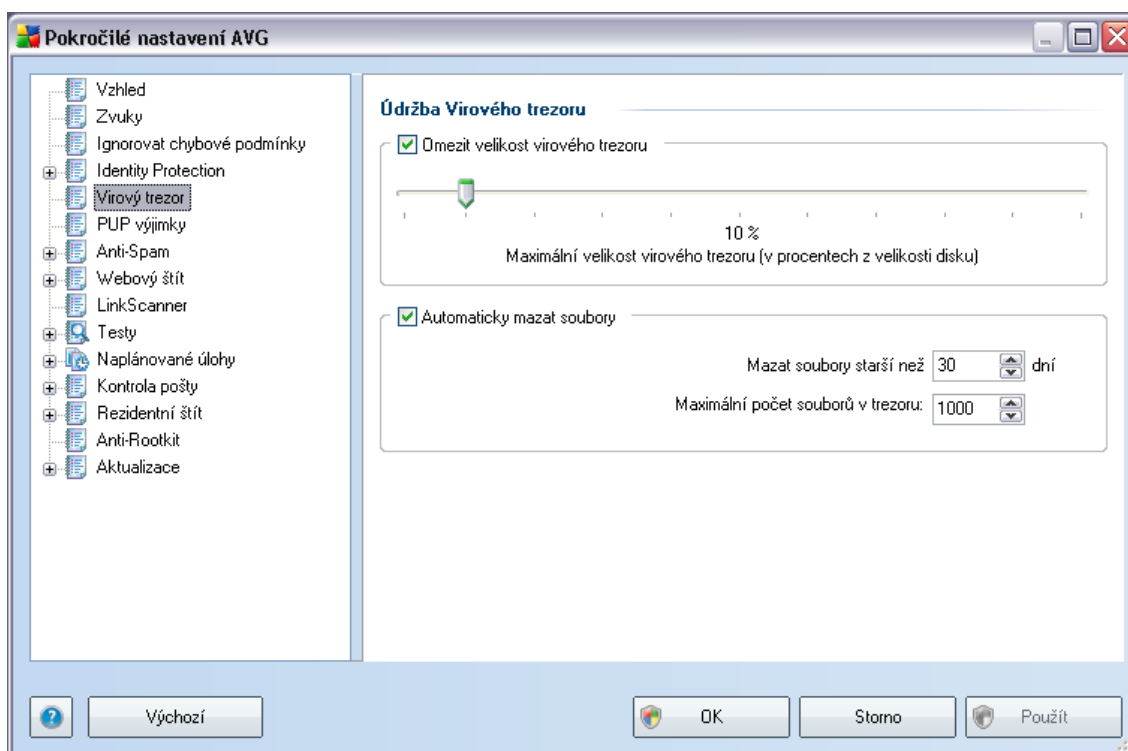 Pokročilé nastavení AVG
Vzhled
Zvuky
Ignorovat chybové podmínky
Identity Protection
Virový trezor
PUP výjimky
Anti-Spam
Webový štít
LinkScanner
Testy
Naplánované úlohy
Kontrola pošty
Rezidentní štít
Anti-Rootkit
Aktualizace
Údržba Virového trezoru
Omezit velikost virového trezoru
10 %
Maximální velikost virového trezoru (v procentech z velikosti disku)
Automaticky mazat soubory
Mazat soubory starší než 30 dní
Maximální počet souborů v trezoru: 1000
? Výchozí OK Storno Použít